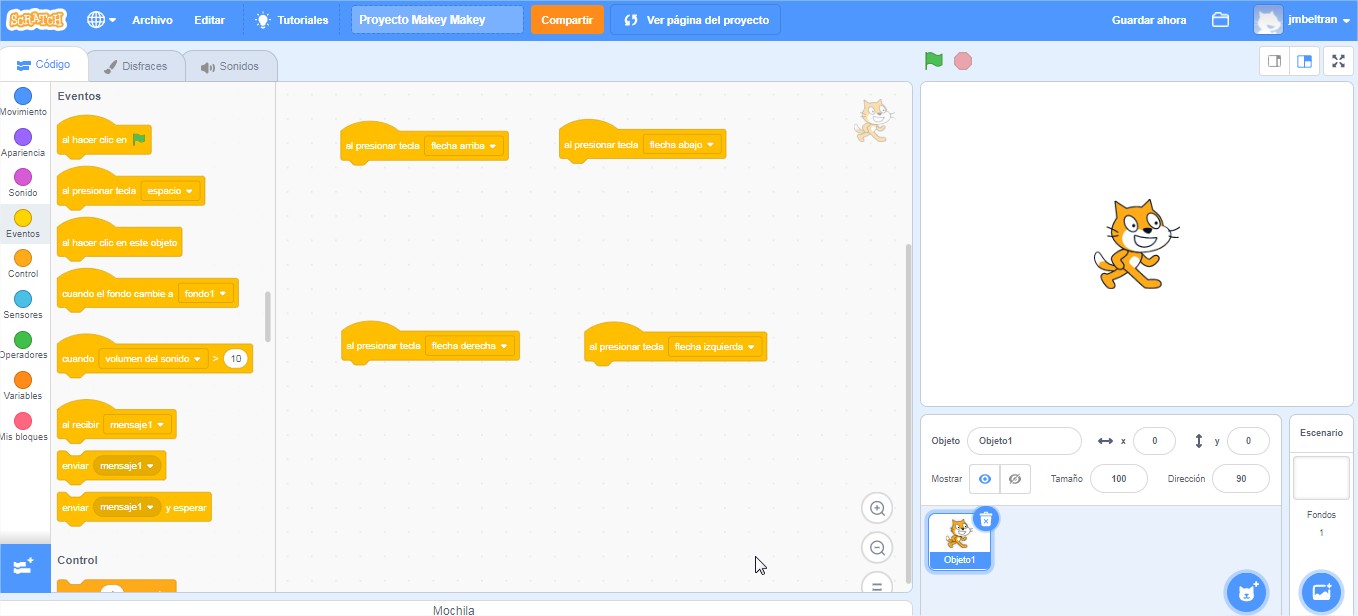 SCRATCH
Archivo
Editar
Tutoriales
Proyecto Makey Makey
Compartir
Ver página del proyecto
Guardar ahora
jmbeltran
Código
Disfraces
Sonidos
Movimiento
Apariencia
Sonido
Eventos
Control
Sensores
Operadores
Variables
Mis bloques
Eventos
al hacer clic en
al presionar tecla espacio
al hacer clic en este objeto
cuando el fondo cambie a fondo1
cuando volumen del sonido > 10
al recibir mensaje1
enviar mensaje1
enviar mensaje1 y esperar
Control
al presionar tecla flecha arriba
al presionar tecla flecha abajo
al presionar tecla flecha derecha
al presionar tecla flecha izquierda
Mochila
Objeto Objeto1 x 0 y 0
Mostrar Tamaño 100 Dirección 90
Objeto1
Escenario
Fondos
1